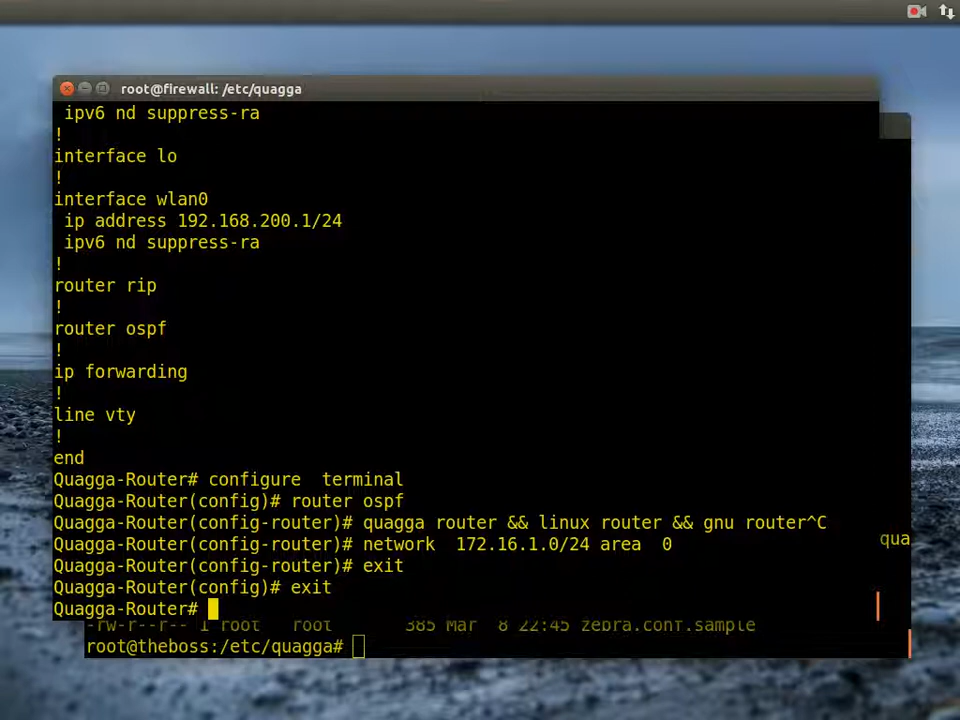 root@firewall: /etc/quagga
ipv6 nd suppress-ra
!
interface lo
!
interface wlan0
ip address 192.168.200.1/24
ipv6 nd suppress-ra
!
router rip
!
router ospf
!
ip forwarding
!
line vty
!
end
Quagga-Router# configure  terminal
Quagga-Router(config)# router ospf
Quagga-Router(config-router)# quagga router && linux router && gnu router^C
Quagga-Router(config-router)# network  172.16.1.0/24 area  0
qua
Quagga-Router(config-router)# exit
Quagga-Router(config)# exit
Quagga-Router#
-rw-r--r-- 1 root   root       385 Mar  8 22:45 zebra.conf.sample
root@theboss:/etc/quagga#